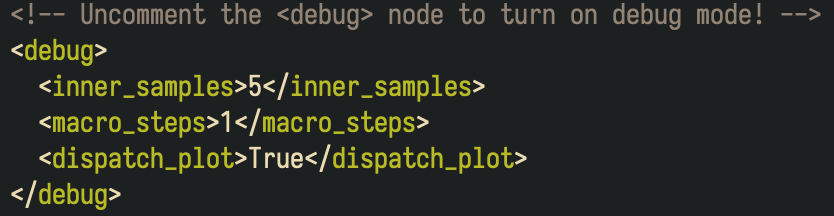 <!-- Uncomment the <debug> node to turn on debug mode! -->
<debug>
  <inner_samples>5</inner_samples>
  <macro_steps>1</macro_steps>
  <dispatch_plot>True</dispatch_plot>
</debug>